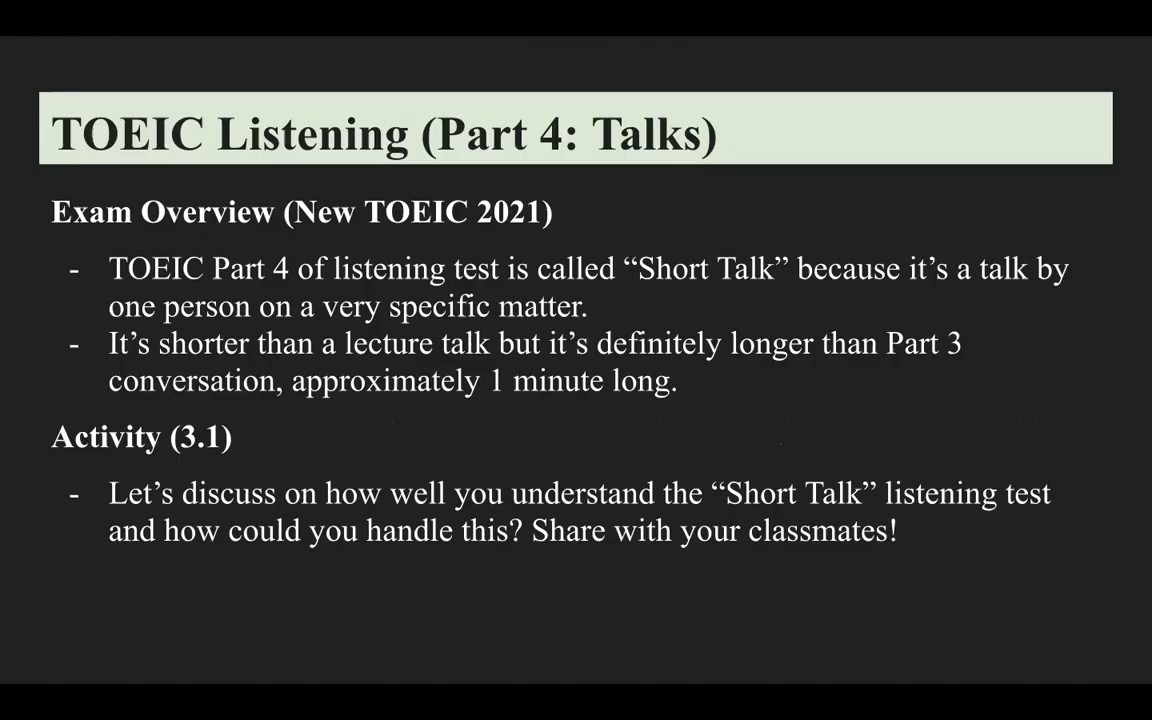 TOEIC Listening (Part 4: Talks)
Exam Overview (New TOEIC 2021)
- TOEIC Part 4 of listening test is called “Short Talk” because it’s a talk by
one person on a very specific matter.
- It’s shorter than a lecture talk but it’s definitely longer than Part 3
conversation, approximately 1 minute long.
Activity (3.1)
- Let’s discuss on how well you understand the “Short Talk” listening test
and how could you handle this? Share with your classmates!